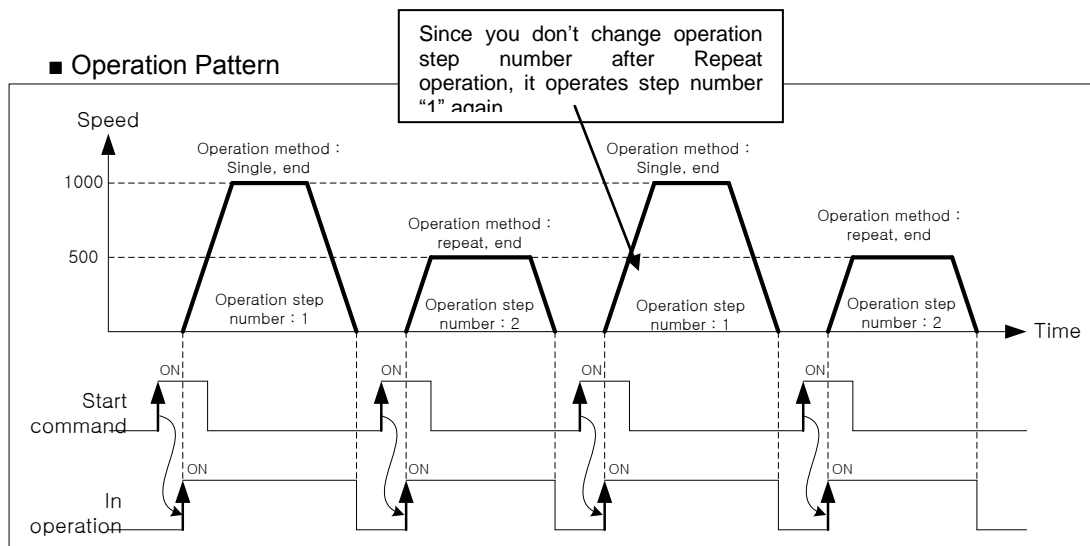 Since you don't change operation
step number after Repeat
operation, it operates step number
"1" again
■ Operation Pattern
Speed
Operation method :
Single, end
Operation method :
Single, end
1000
Operation method :
repeat, end
Operation method :
repeat, end
500
Operation step
number : 1
Operation step
number : 2
Operation step
number : 1
Operation step
number : 2
Time
ON
ON
ON
ON
Start
command
ON
ON
ON
ON
In
operation